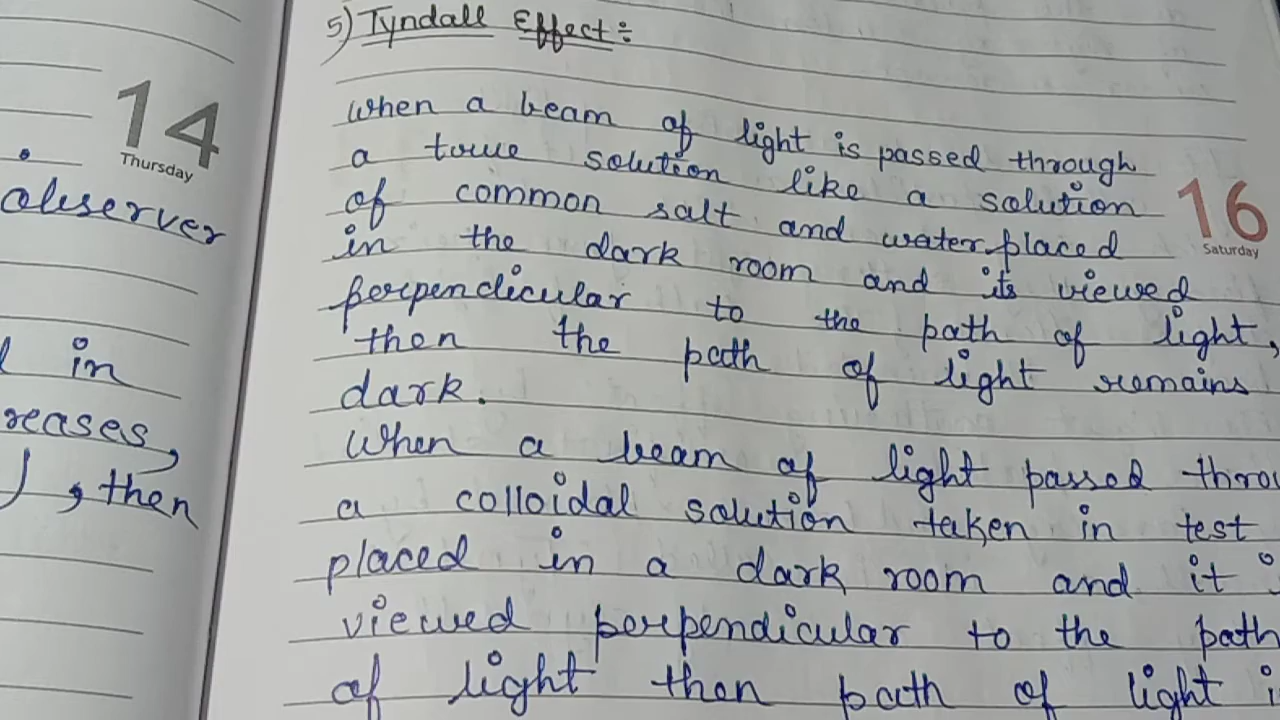 14
Thursday
.
observer
in
reases,
, then
5) Tyndall Effect ÷
when a beam of light is passed through
a towe solution like a solution
of common salt and water placed
in the dark room and its viewed
perpendicular to the path of light,
then the path of light remains
dark.
When a beam of light passed throu
a colloidal solution taken in test
placed in a dark room and it
viewed perpendicular to the path
of light then path of light i
16
Saturday